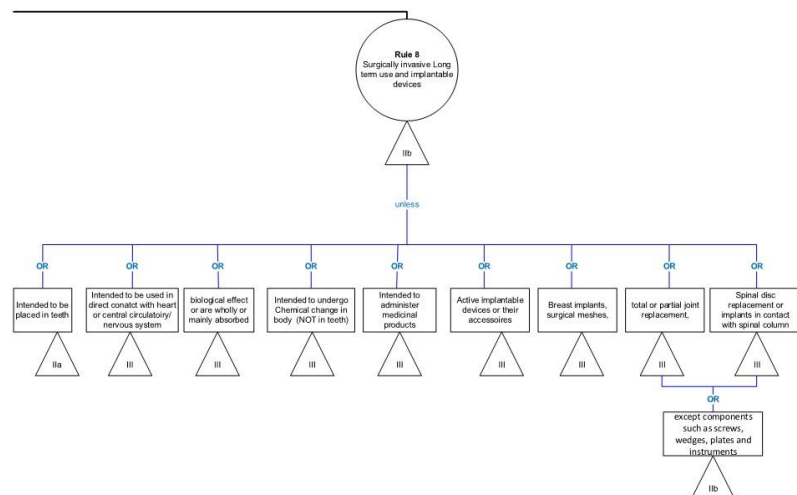 Rule 8
Surgically invasive Long
term use and implantable
devices
IIb
unless
OR
OR
OR
OR
OR
OR
OR
OR
OR
Intended to be
placed in teeth
Intended to be used in
direct conatct with heart
or central circulatoiry/
nervous system
biological effect
or are wholly or
mainly absorbed
Intended to undergo
Chemical change in
body (NOT in teeth)
Intended to
administer
medicinal
products
Active implantable
devices or their
accessoires
Breast implants,
surgical meshes,
total or partial joint
replacement,
Spinal disc
replacement or
implants in contact
with spinal column
IIa
III
III
III
III
III
III
III
III
OR
except components
such as screws,
wedges, plates and
instruments
IIb